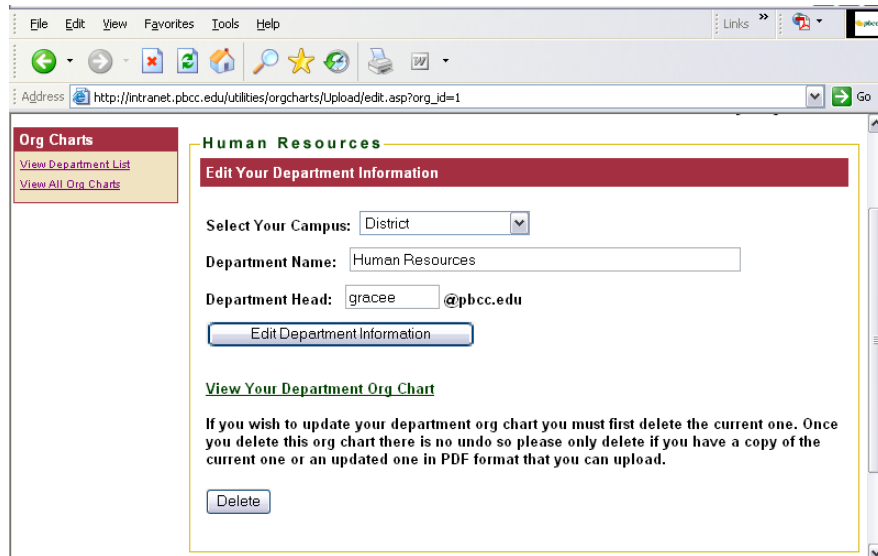 File Edit View Favorites Tools Help Links »
Address http://intranet.pbcc.edu/utilities/orgcharts/Upload/edit.asp?org_id=1 Go
Org Charts
View Department List
View All Org Charts
Human Resources
Edit Your Department Information
Select Your Campus: District
Department Name: Human Resources
Department Head: gracee @pbcc.edu
Edit Department Information
View Your Department Org Chart
If you wish to update your department org chart you must first delete the current one. Once
you delete this org chart there is no undo so please only delete if you have a copy of the
current one or an updated one in PDF format that you can upload.
Delete